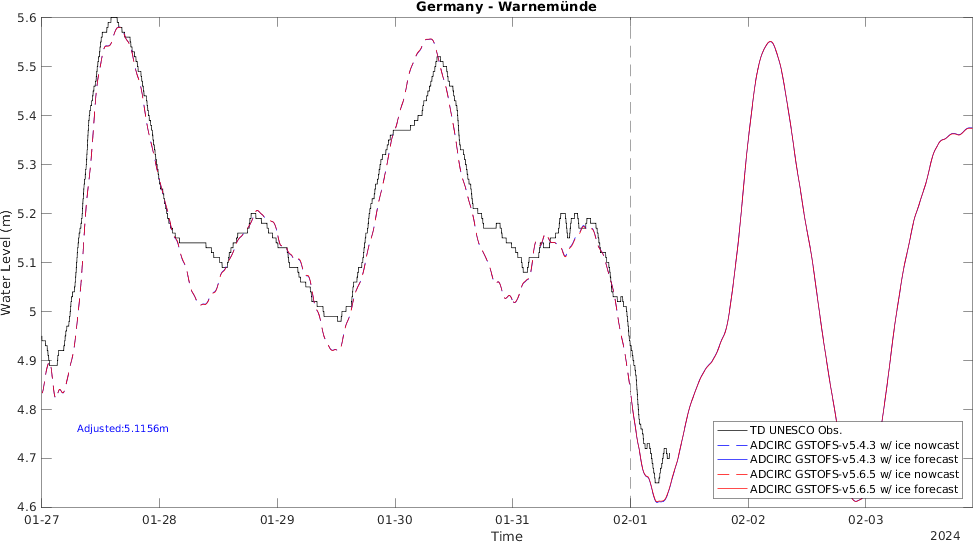 Germany - Warnemünde
5.6
5.5
5.4
5.3
5.2
5.1
5
4.9
4.8
4.7
4.6
Water Level (m)
Adjusted:5.1156m
TD UNESCO Obs.
ADCIRC GSTOFS-v5.4.3 w/ ice nowcast
ADCIRC GSTOFS-v5.4.3 w/ ice forecast
ADCIRC GSTOFS-v5.6.5 w/ ice nowcast
ADCIRC GSTOFS-v5.6.5 w/ ice forecast
01-27 01-28 01-29 01-30 01-31 02-01 02-02 02-03
Time
2024